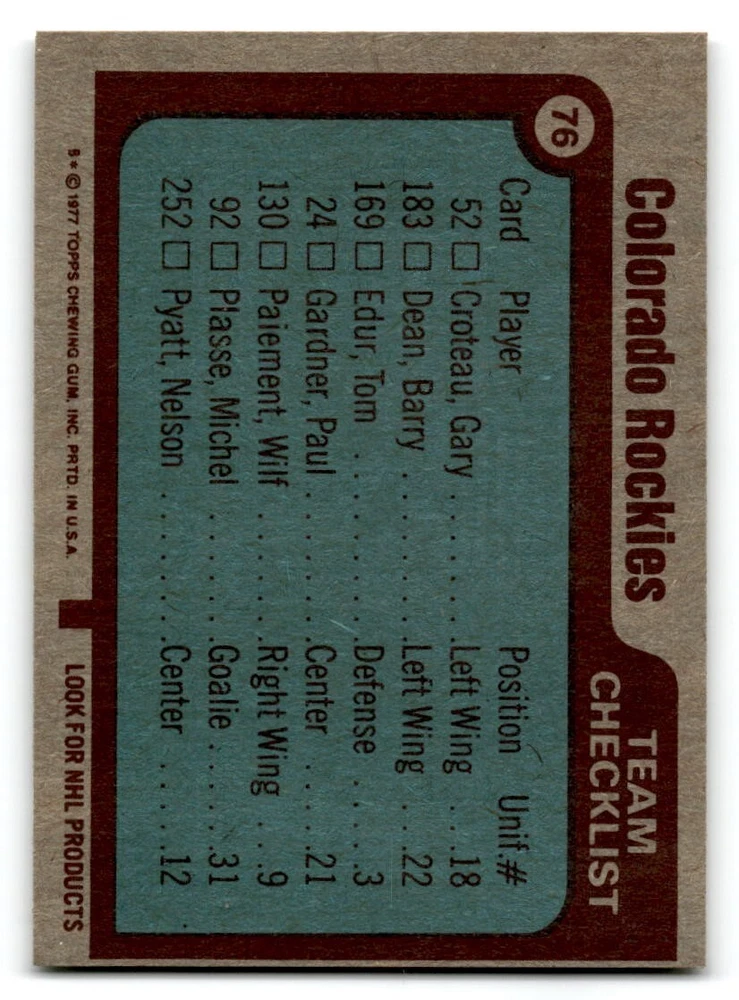 Colorado Rockies
TEAM
CHECKLIST
76
Card Player Position Unif.#
52 □ Croteau, Gary . . . . . . Left Wing . . . 18
183 □ Dean, Barry . . . . . . . Left Wing . . 22
169 □ Edur, Tom . . . . . . . . Defense . . . . . 3
24 □ Gardner, Paul . . . . . . Center . . . . . 21
130 □ Paiement, Wilf . . . . . . Right Wing . . . 9
92 □ Plasse, Michel . . . . . . Goalie . . . . . 31
252 □ Pyatt, Nelson . . . . . . Center . . . . . 12
5 * © 1977 TOPPS CHEWING GUM, INC. PRTD. IN U.S.A.
LOOK FOR NHL PRODUCTS